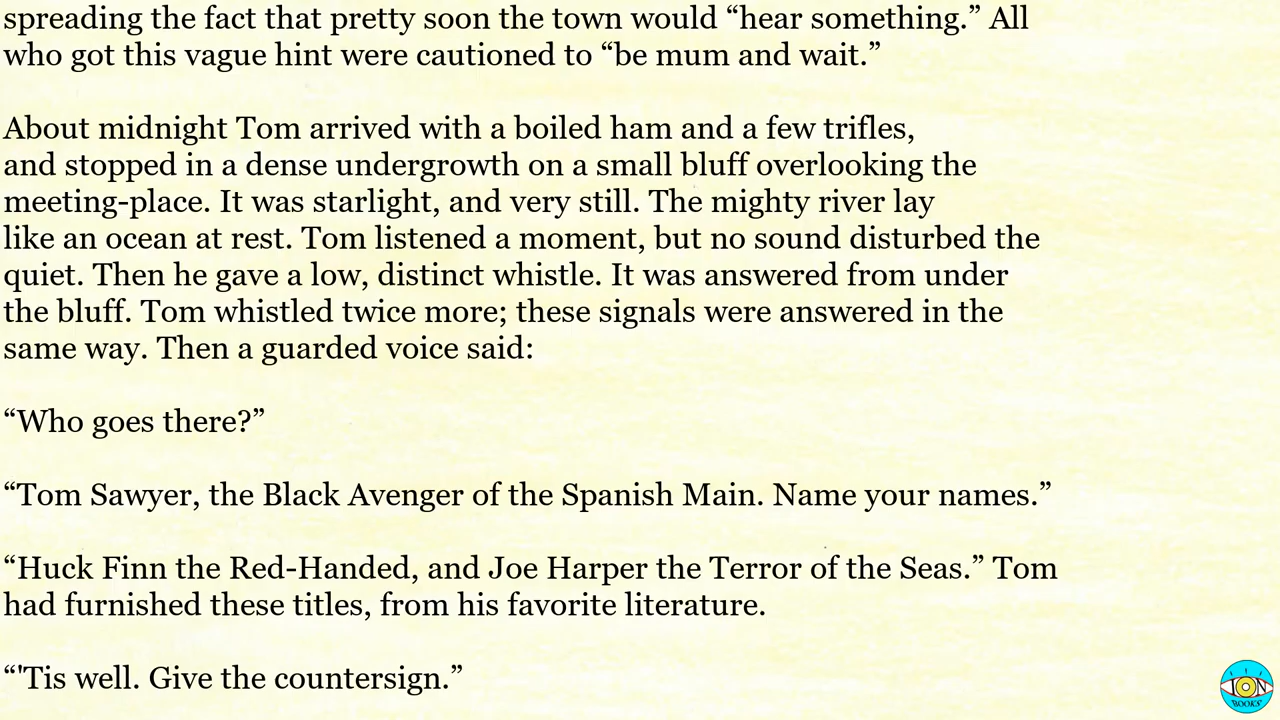 spreading the fact that pretty soon the town would “hear something.” All
who got this vague hint were cautioned to “be mum and wait.”
About midnight Tom arrived with a boiled ham and a few trifles,
and stopped in a dense undergrowth on a small bluff overlooking the
meeting-place. It was starlight, and very still. The mighty river lay
like an ocean at rest. Tom listened a moment, but no sound disturbed the
quiet. Then he gave a low, distinct whistle. It was answered from under
the bluff. Tom whistled twice more; these signals were answered in the
same way. Then a guarded voice said:
“Who goes there?”
“Tom Sawyer, the Black Avenger of the Spanish Main. Name your names.”
“Huck Finn the Red-Handed, and Joe Harper the Terror of the Seas.” Tom
had furnished these titles, from his favorite literature.
“'Tis well. Give the countersign.”
ION
BOOKS